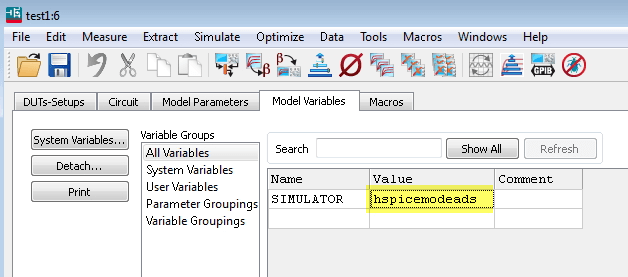 test1:6
File Edit Measure Extract Simulate Optimize Data Tools Macros Windows Help
DUTs-Setups Circuit Model Parameters Model Variables Macros
System Variables...
Detach...
Print
Variable Groups
All Variables
System Variables
User Variables
Parameter Groupings
Variable Groupings
Search Show All Refresh
Name Value Comment
SIMULATOR hspicemodeads